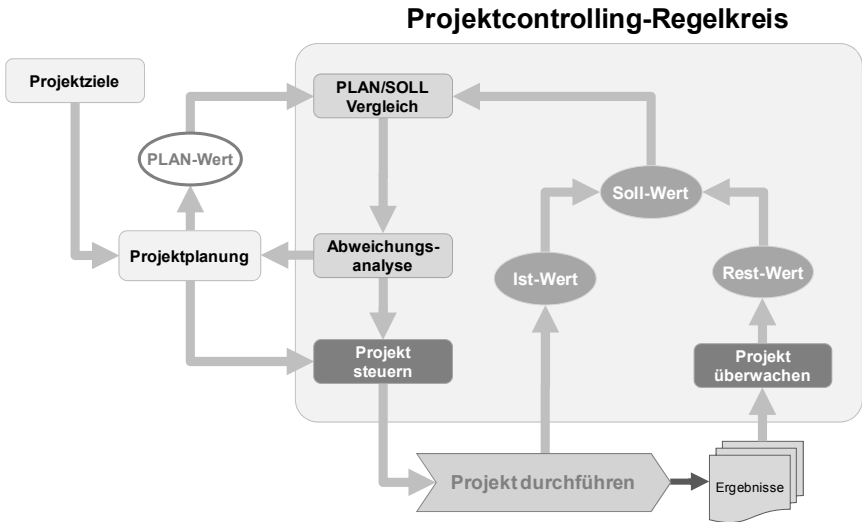 Projektcontrolling-Regelkreis
Projektziele
PLAN/SOLL
Vergleich
PLAN-Wert
Soll-Wert
Projektplanung
Abweichungs-
analyse
Ist-Wert
Rest-Wert
Projekt
steuern
Projekt
überwachen
Projekt durchführen
Ergebnisse